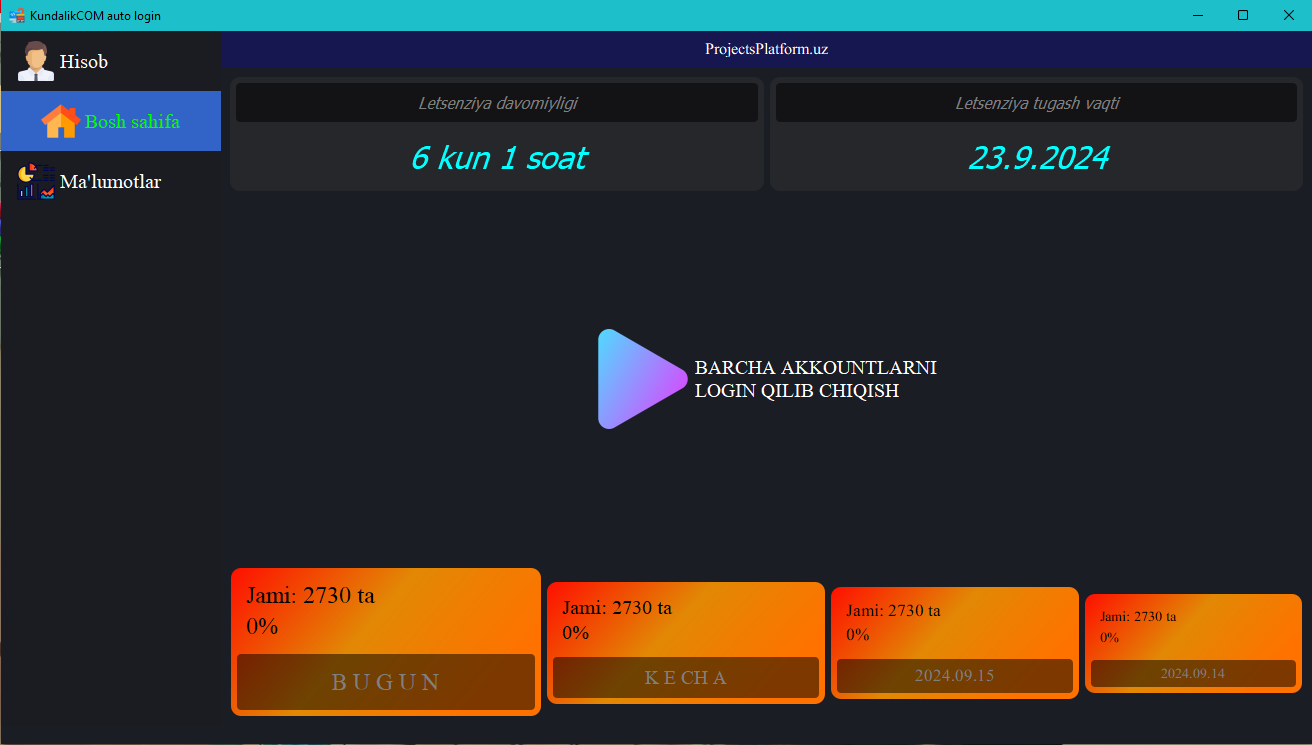 KundalikCOM auto login
Hisob
Bosh sahifa
Ma'lumotlar
ProjectsPlatform.uz
Letsenziya davomiyligi
6 kun 1 soat
Letsenziya tugash vaqti
23.9.2024
BARCHA AKKOUNTLARNI
LOGIN QILIB CHIQISH
Jami: 2730 ta
0%
B U G U N
Jami: 2730 ta
0%
K E CH A
Jami: 2730 ta
0%
2024.09.15
Jami: 2730 ta
0%
2024.09.14